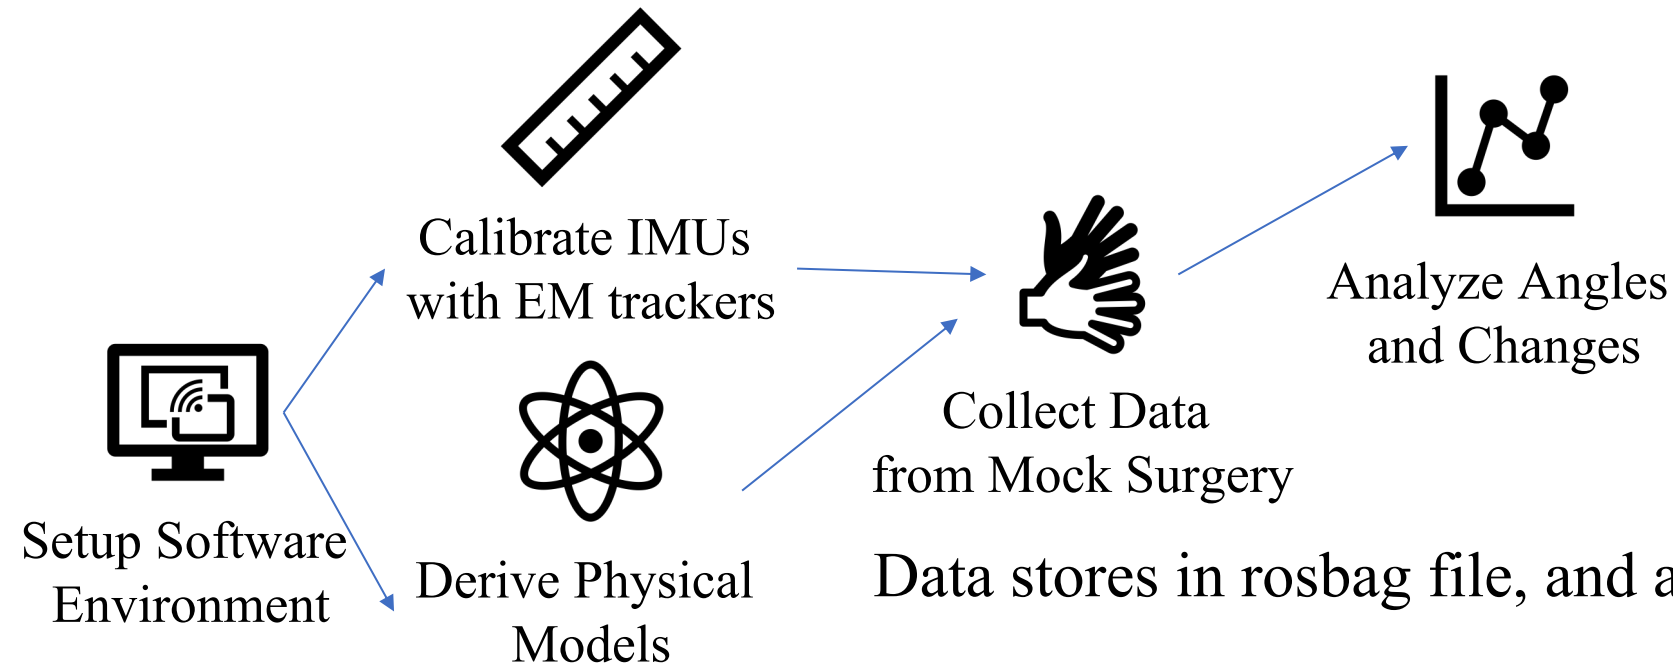 Calibrate IMUs
with EM trackers
Setup Software
Environment
Derive Physical
Models
Collect Data
from Mock Surgery
Analyze Angles
and Changes
Data stores in rosbag file, and